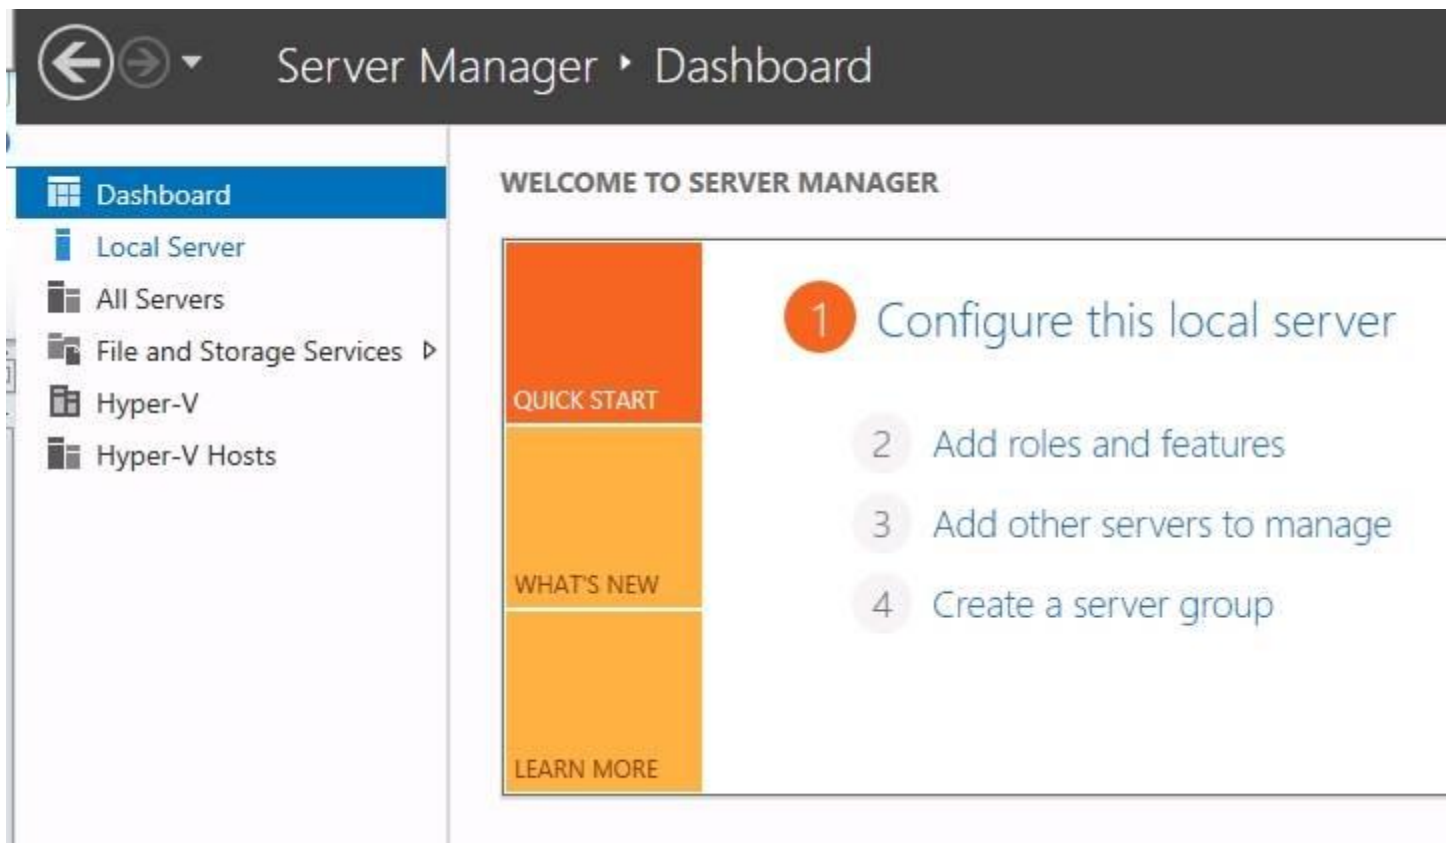 Server Manager ‣ Dashboard
Dashboard
Local Server
All Servers
File and Storage Services
Hyper-V
Hyper-V Hosts
WELCOME TO SERVER MANAGER
QUICK START
WHAT'S NEW
LEARN MORE
1 Configure this local server
2 Add roles and features
3 Add other servers to manage
4 Create a server group